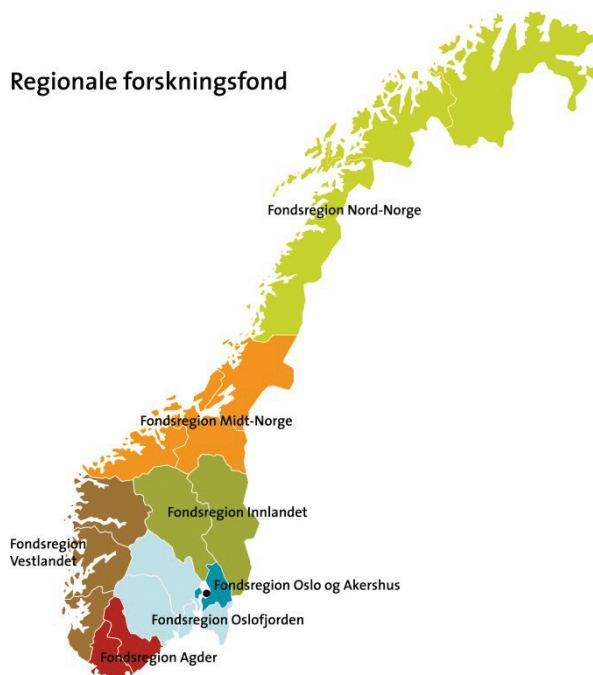 Regionale forskningsfond
Fondsregion Nord-Norge
Fondsregion Midt-Norge
Fondsregion Innlandet
Fondsregion
Vestlandet
Fondsregion Oslo og Akershus
Fondsregion Oslofjorden
Fondsregion Agder